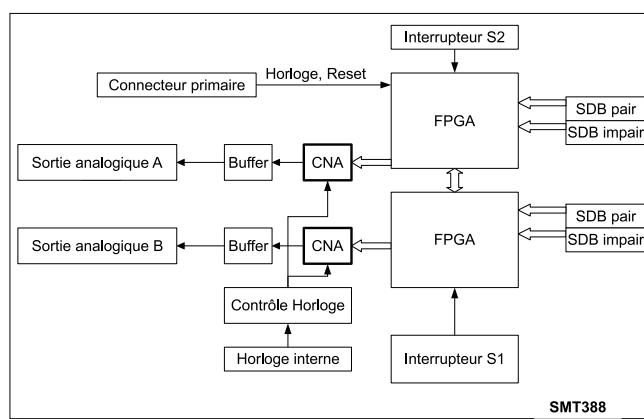 Interrupteur S2
Horloge, Reset
Connecteur primaire
FPGA
SDB pair
SDB impair
Sortie analogique A
Buffer
CNA
FPGA
SDB pair
SDB impair
Sortie analogique B
Buffer
CNA
Contrôle Horloge
Horloge interne
Interrupteur S1
SMT388